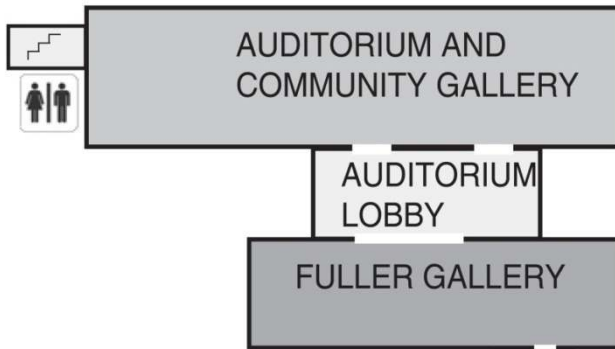 AUDITORIUM AND
COMMUNITY GALLERY
AUDITORIUM
LOBBY
FULLER GALLERY